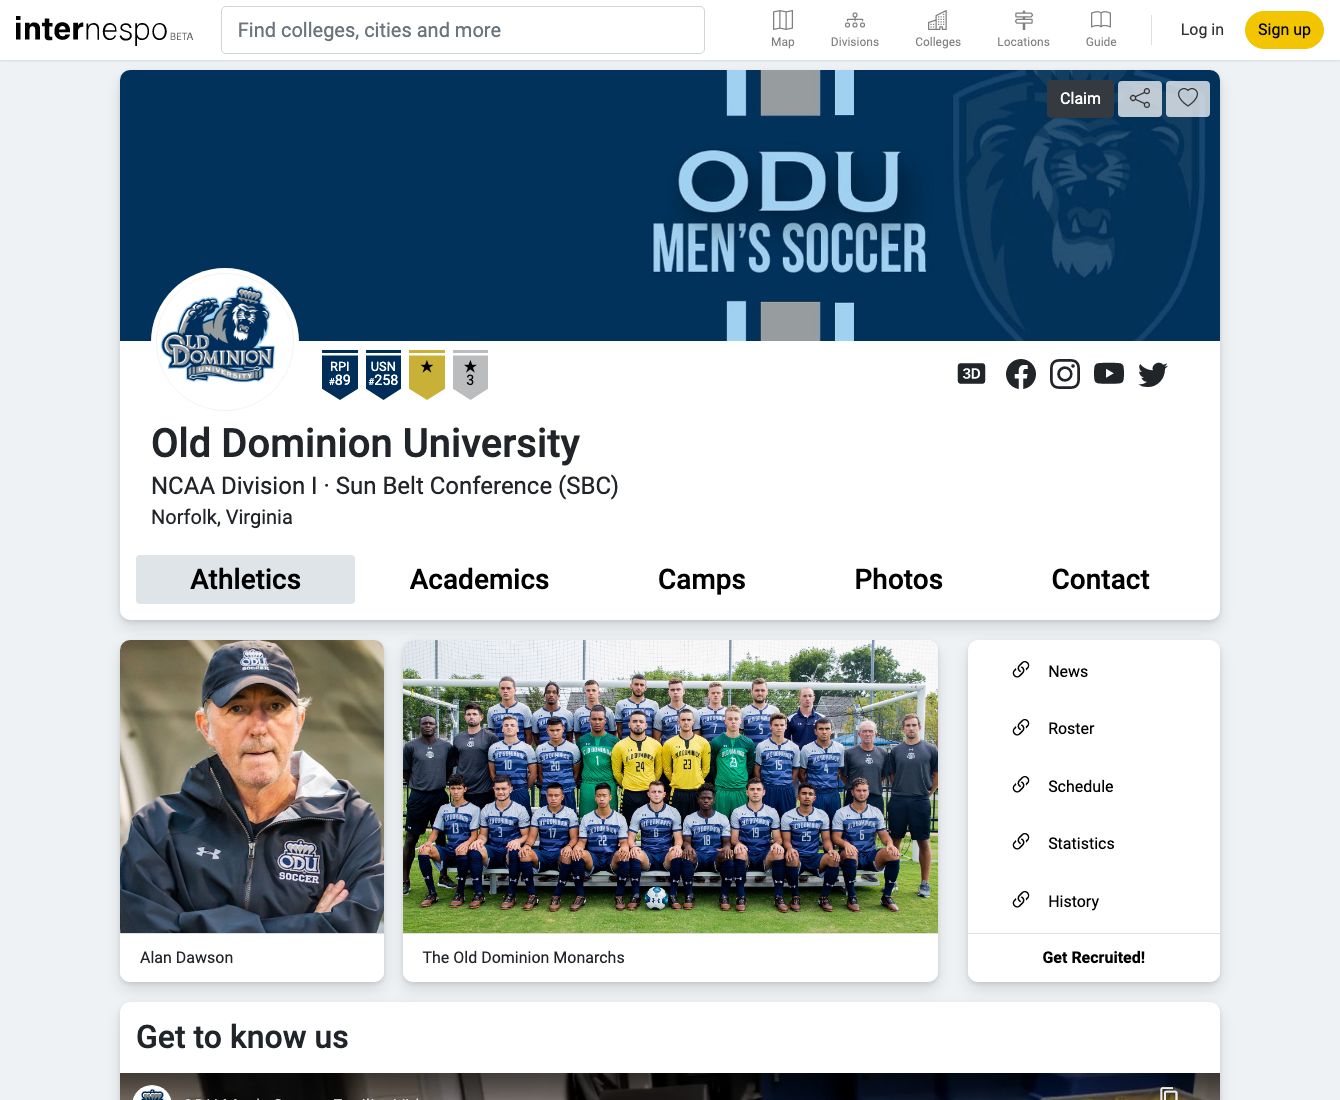 internespo BETA
Find colleges, cities and more
Map
Divisions
Colleges
Locations
Guide
Log in
Sign up
Claim
ODU
MEN'S SOCCER
OLD
DOMINION
UNIVERSITY
RPI
#89
USN
#258
3
3D
Old Dominion University
NCAA Division I · Sun Belt Conference (SBC)
Norfolk, Virginia
Athletics
Academics
Camps
Photos
Contact
ODU
SOCCER
ODU
SOCCER
Alan Dawson
The Old Dominion Monarchs
News
Roster
Schedule
Statistics
History
Get Recruited!
Get to know us